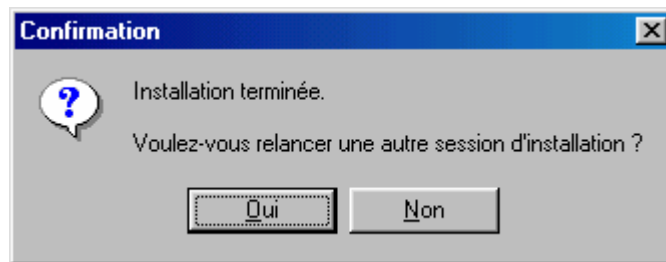 Confirmation
Installation terminée.
Voulez-vous relancer une autre session d'installation ?
Oui
Non